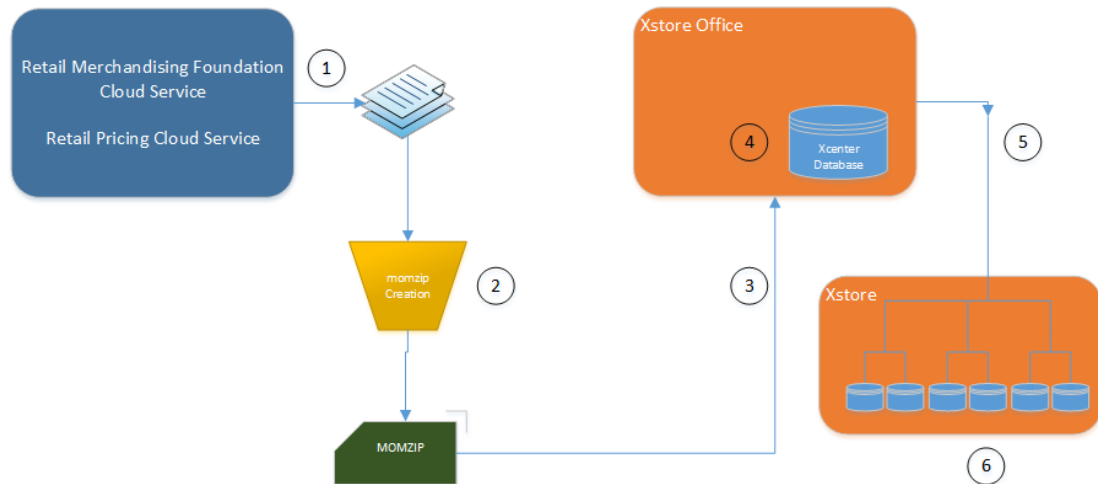 Retail Merchandising Foundation
Cloud Service
Retail Pricing Cloud Service
1
momzip
Creation
2
MOMZIP
3
Xstore Office
4
Xcenter
Database
5
Xstore
6